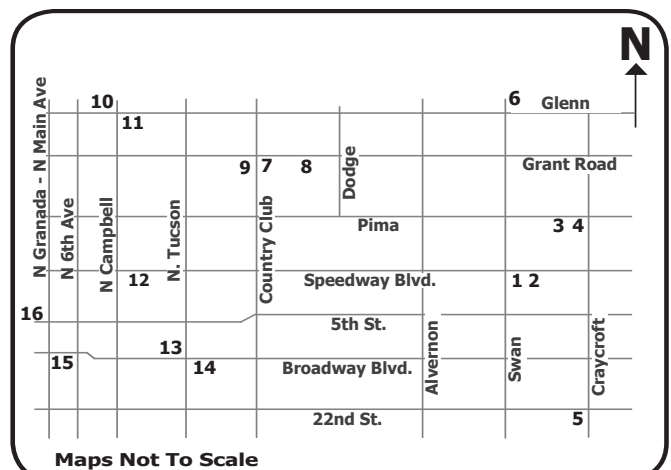 N
6
Glenn
10
11
N Granada - N Main Ave
N 6th Ave
N Campbell
N. Tucson
9 7 8
Country Club
Dodge
Grant Road
Pima
3 4
12
Speedway Blvd.
1 2
16
5th St.
13
15
14
Broadway Blvd.
Alvernon
Swan
Craycroft
22nd St.
5
Maps Not To Scale